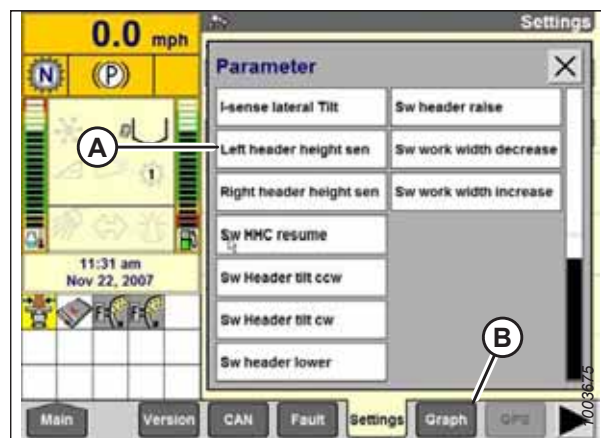 0.0 mph
Settings
N
(P)
Parameter
I-sense lateral Tilt
Sw header raise
A
Left header height sen
Sw work width decrease
1
Right header height sen
Sw work width increase
Sw HHC resume
11:31 am
Nov 22, 2007
Sw Header tilt ccw
F
F
Sw Header tilt cw
B
Sw header lower
Main
Version
CAN
Fault
Settings
Graph
GPS
1003675